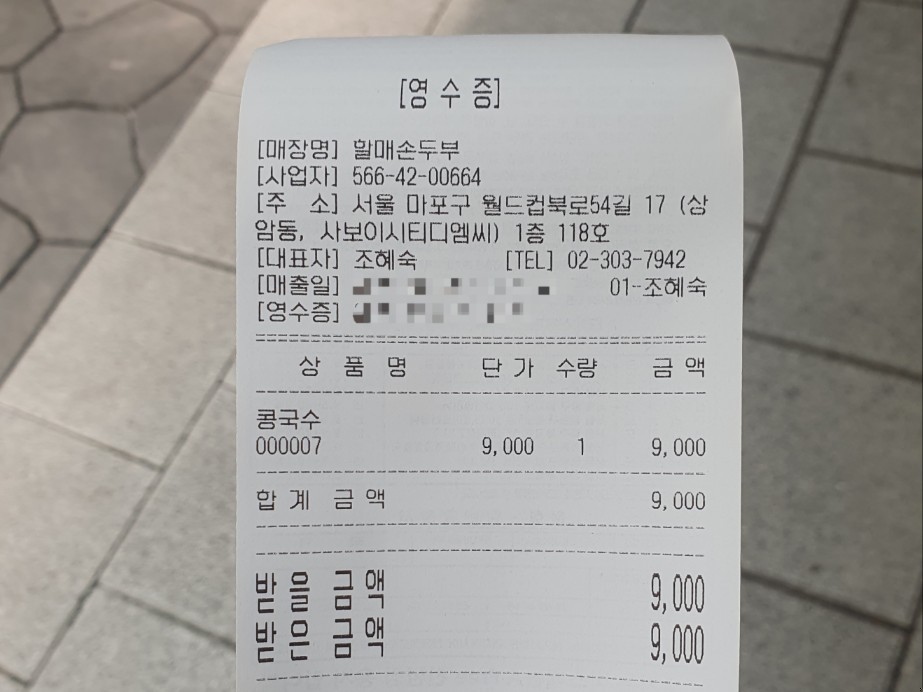 [영 수 증]
[매장명] 할매손두부
[사업자] 566-42-00664
[주 소] 서울 마포구 월드컵북로54길 17 (상
암동, 사보이시티디엠씨) 1층 118호
[대표자] 조혜숙 [TEL] 02-303-7942
[매출일] 01-조혜숙
[영수증]
상 품 명 단 가 수량 금 액
콩국수
000007 9,000 1 9,000
합 계 금 액 9,000
받 을 금 액 9,000
받 은 금 액 9,000